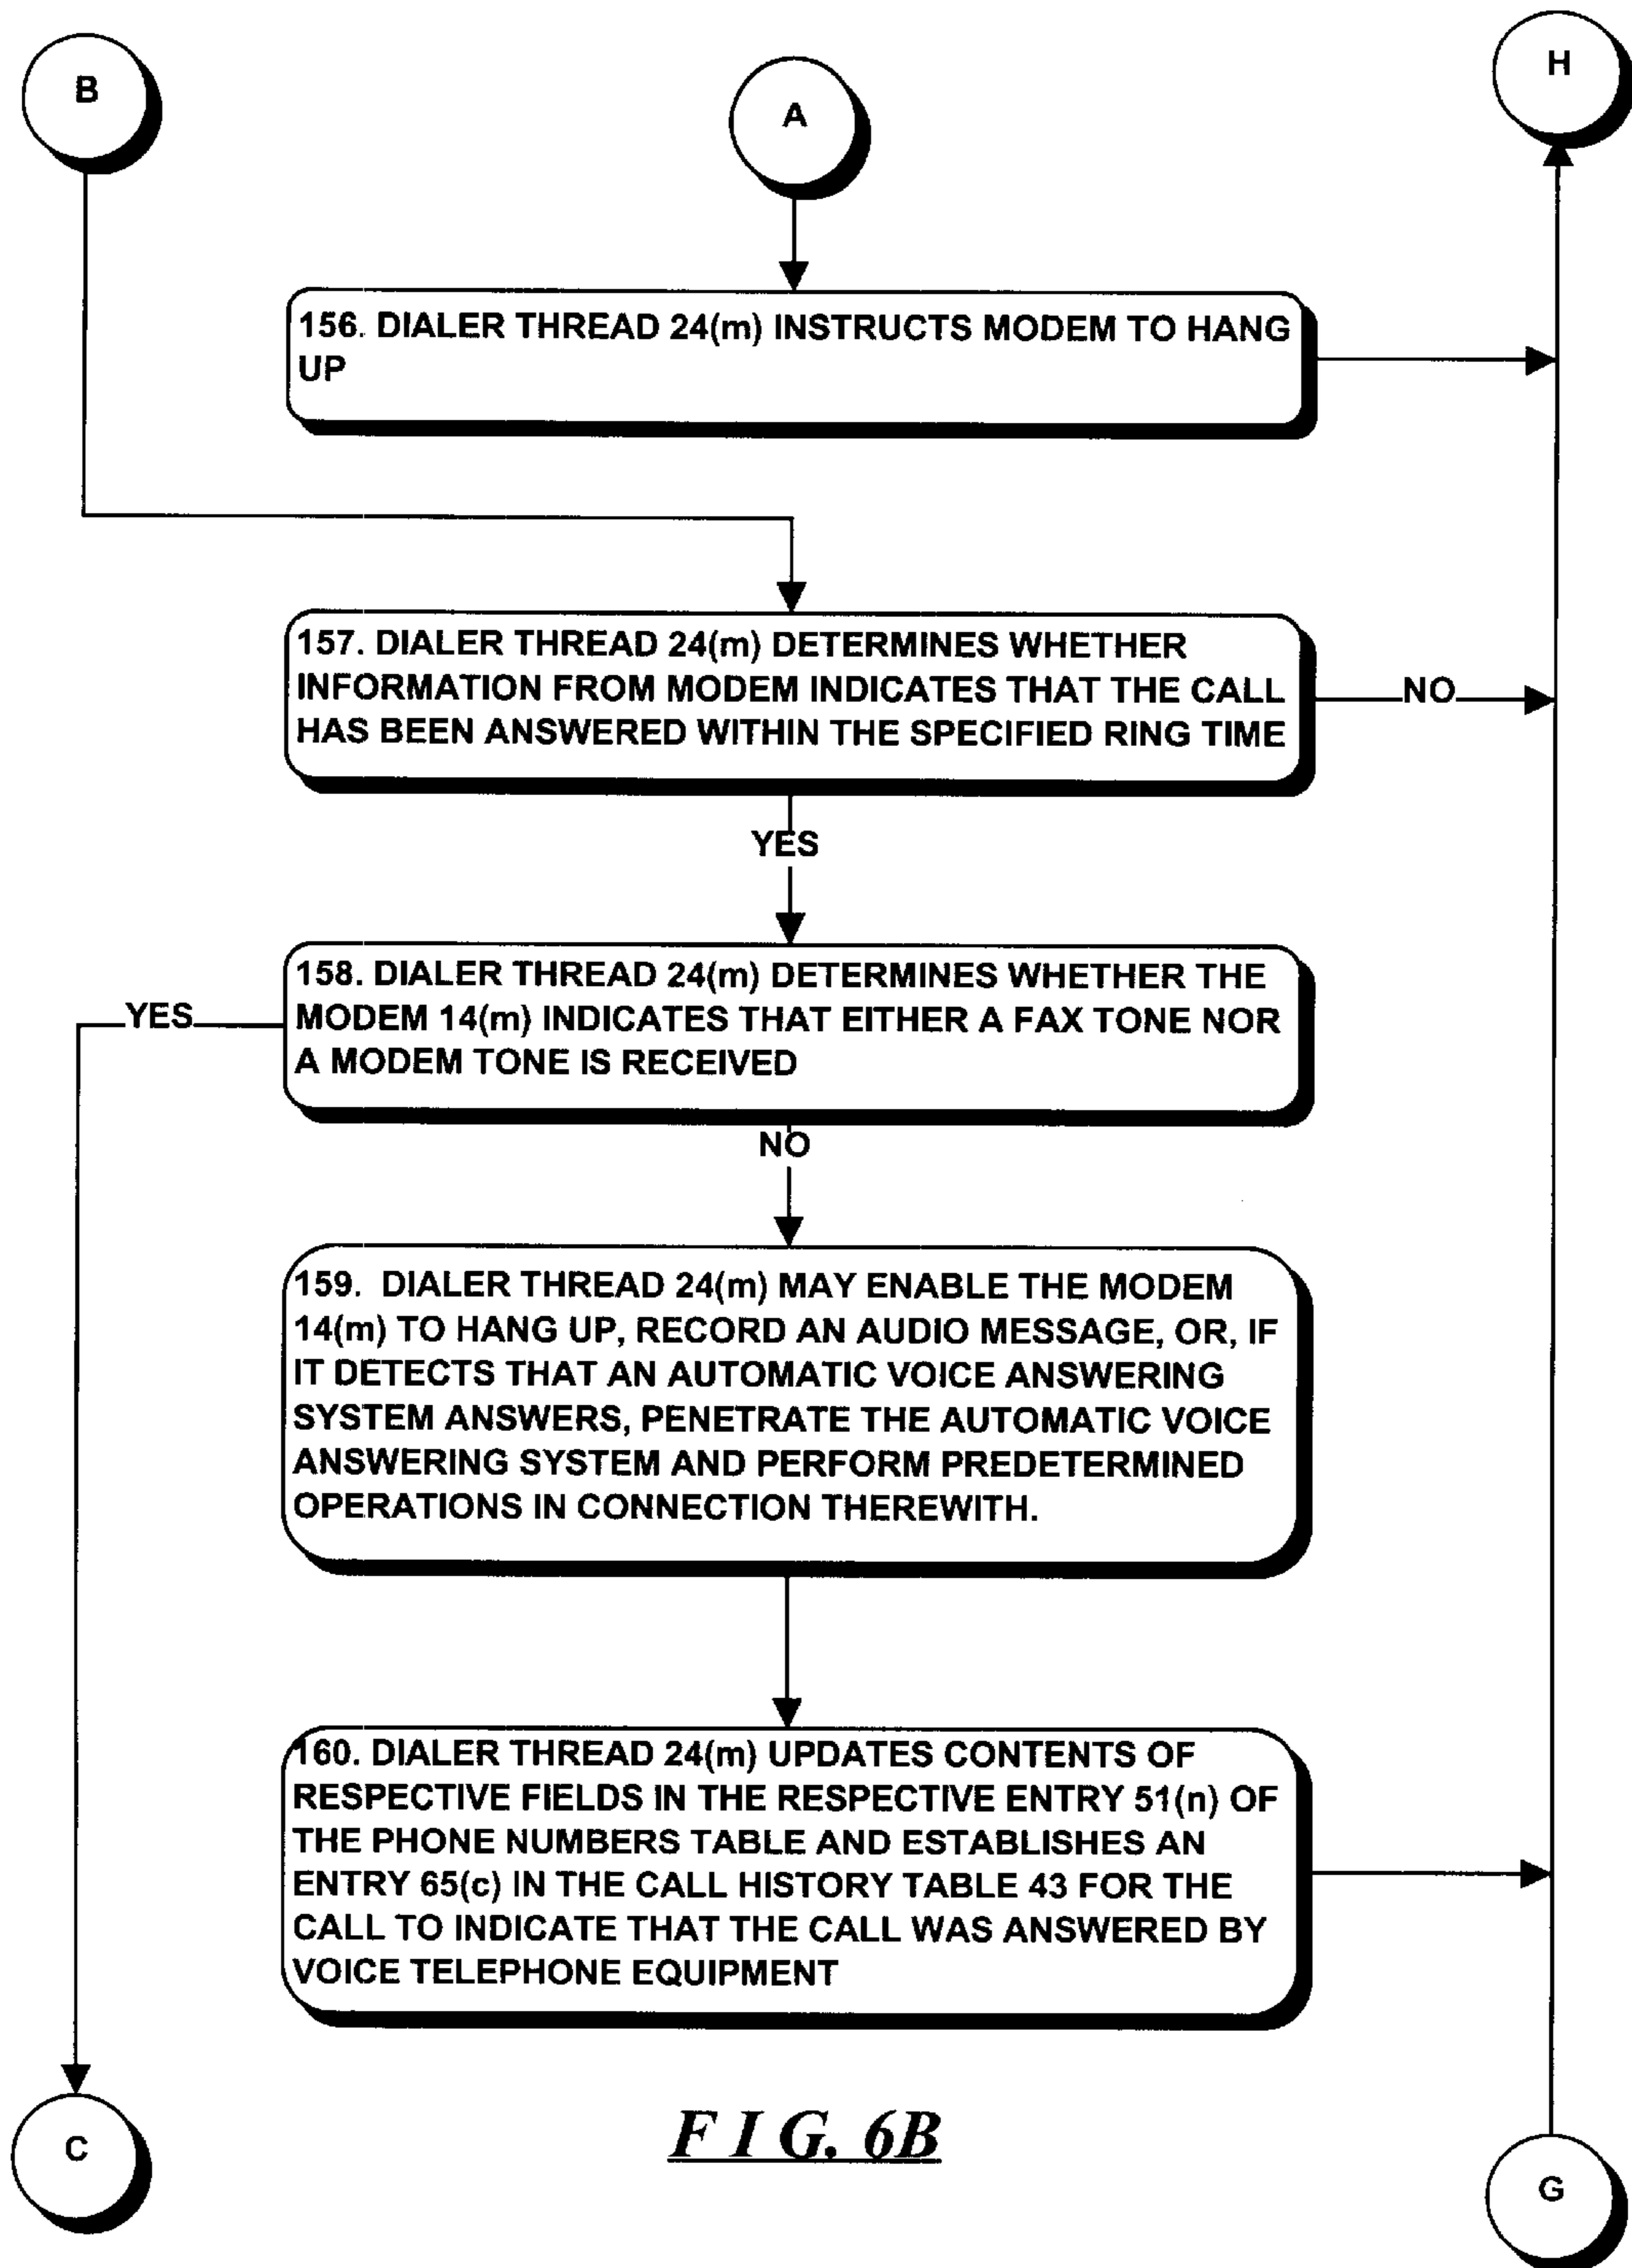 B
A
H
156. DIALER THREAD 24(m) INSTRUCTS MODEM TO HANG
UP
157. DIALER THREAD 24(m) DETERMINES WHETHER
INFORMATION FROM MODEM INDICATES THAT THE CALL
HAS BEEN ANSWERED WITHIN THE SPECIFIED RING TIME
NO
YES
158. DIALER THREAD 24(m) DETERMINES WHETHER THE
MODEM 14(m) INDICATES THAT EITHER A FAX TONE NOR
A MODEM TONE IS RECEIVED
YES
NO
159. DIALER THREAD 24(m) MAY ENABLE THE MODEM
14(m) TO HANG UP, RECORD AN AUDIO MESSAGE, OR, IF
IT DETECTS THAT AN AUTOMATIC VOICE ANSWERING
SYSTEM ANSWERS, PENETRATE THE AUTOMATIC VOICE
ANSWERING SYSTEM AND PERFORM PREDETERMINED
OPERATIONS IN CONNECTION THEREWITH.
160. DIALER THREAD 24(m) UPDATES CONTENTS OF
RESPECTIVE FIELDS IN THE RESPECTIVE ENTRY 51(n) OF
THE PHONE NUMBERS TABLE AND ESTABLISHES AN
ENTRY 65(c) IN THE CALL HISTORY TABLE 43 FOR THE
CALL TO INDICATE THAT THE CALL WAS ANSWERED BY
VOICE TELEPHONE EQUIPMENT
C
FIG. 6B
G